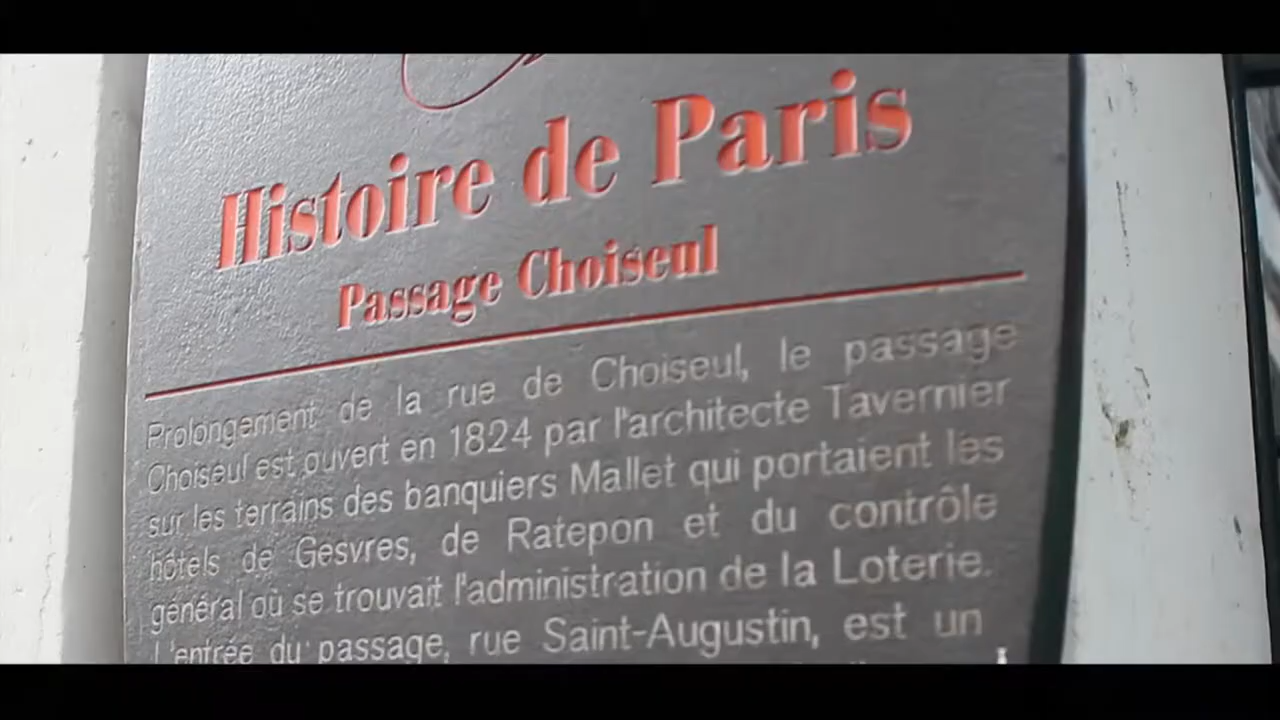 Histoire de Paris
Passage Choiseul
Prolongement de la rue de Choiseul, le passage
Choiseul est ouvert en 1824 par l'architecte Tavernier
sur les terrains des banquiers Mallet qui portaient les
hôtels de Gesvres, de Ratepon et du contrôle
général où se trouvait l'administration de la Loterie.
L'entrée du passage, rue Saint-Augustin, est un